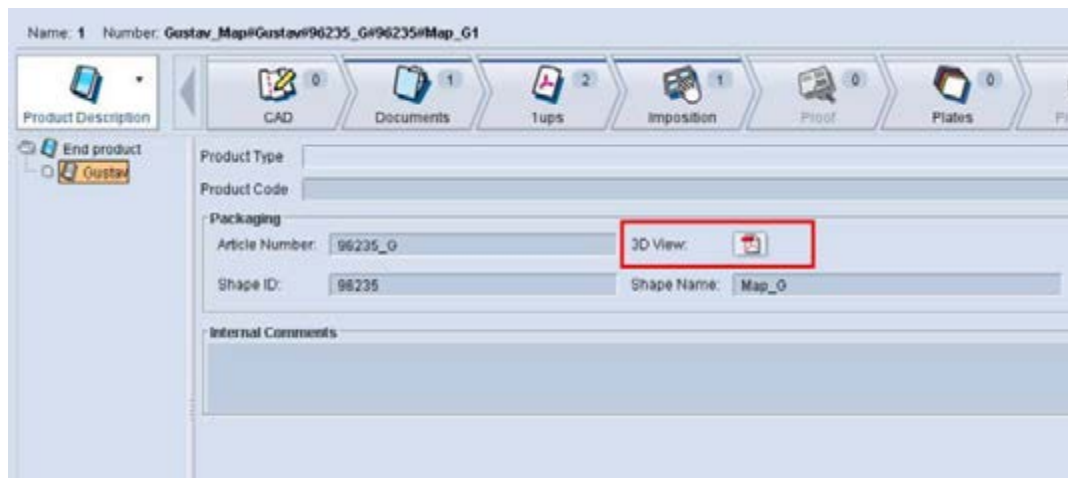 Name: 1 Number: Gustav_Map#Gustav#96235_G#96235#Map_G1
Product Description
CAD 0
Documents 1
1ups 2
Imposition 1
Proof 0
Plates 0
End product
Gustav
Product Type
Product Code
Packaging
Article Number: 96235_G 3D View:
Shape ID: 96235 Shape Name: Map_G
Internal Comments